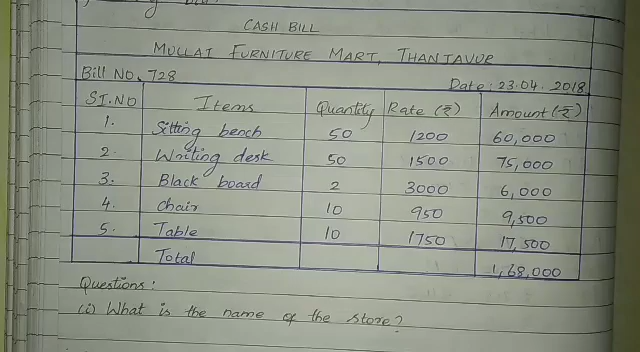 CASH BILL
MULLAI FURNITURE MART, THANJAVUR
Bill NO. 728 Date: 23.04.2018
SI.NO Items Quantity Rate (₹) Amount (₹)
1. Sitting bench 50 1200 60,000
2. Writing desk 50 1500 75,000
3. Black board 2 3000 6,000
4. chair 10 950 9,500
5. Table 10 1750 17,500
Total 1,68,000
Questions:
(i) What is the name of the store?